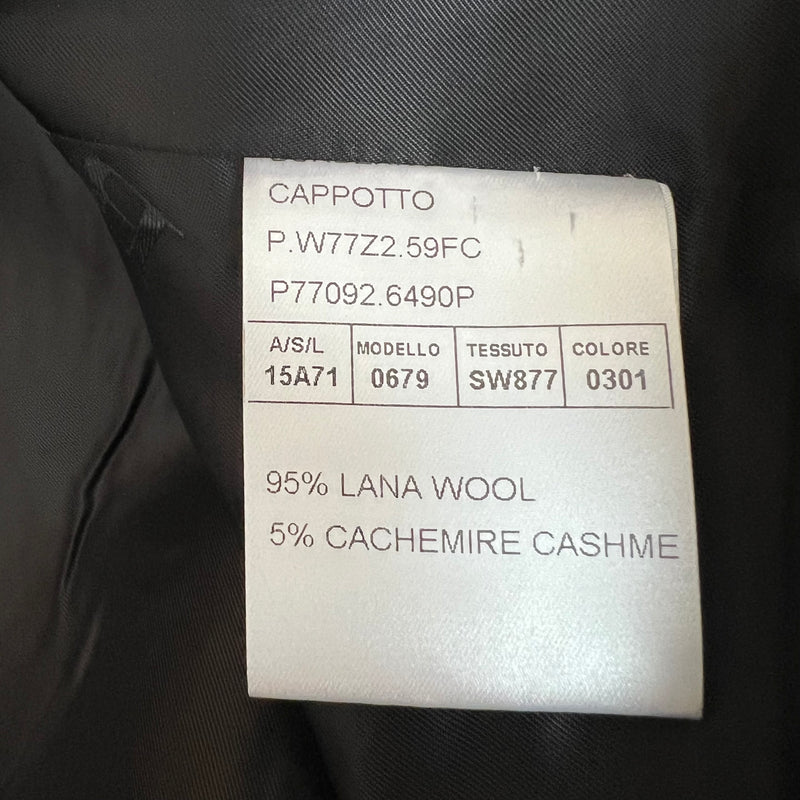 CAPPOTTO
P.W77Z2.59FC
P77092.6490P
A/S/L MODELLO TESSUTO COLORE
15A71 0679 SW877 0301
95% LANA WOOL
5% CACHEMIRE CASHME